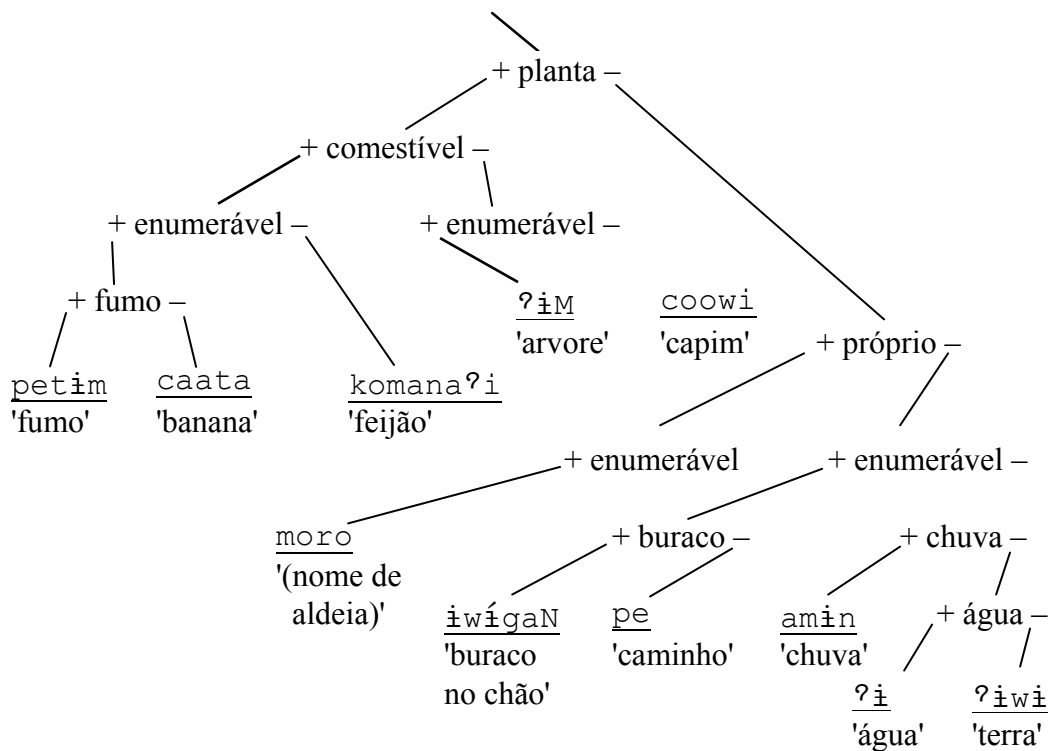 + planta –
+ comestível –
+ enumerável – + enumerável –
+ fumo – ʔɨM coowi
'arvore' 'capim' + próprio –
petɨm caata komanaʔi
'fumo' 'banana' 'feijão'
+ enumerável + enumerável –
moro + buraco – + chuva –
'(nome de
aldeia)' ɨwɨ́gaN pe amɨn + água –
'buraco 'caminho' 'chuva'
no chão' ʔɨ ʔɨwɨ
'água' 'terra'